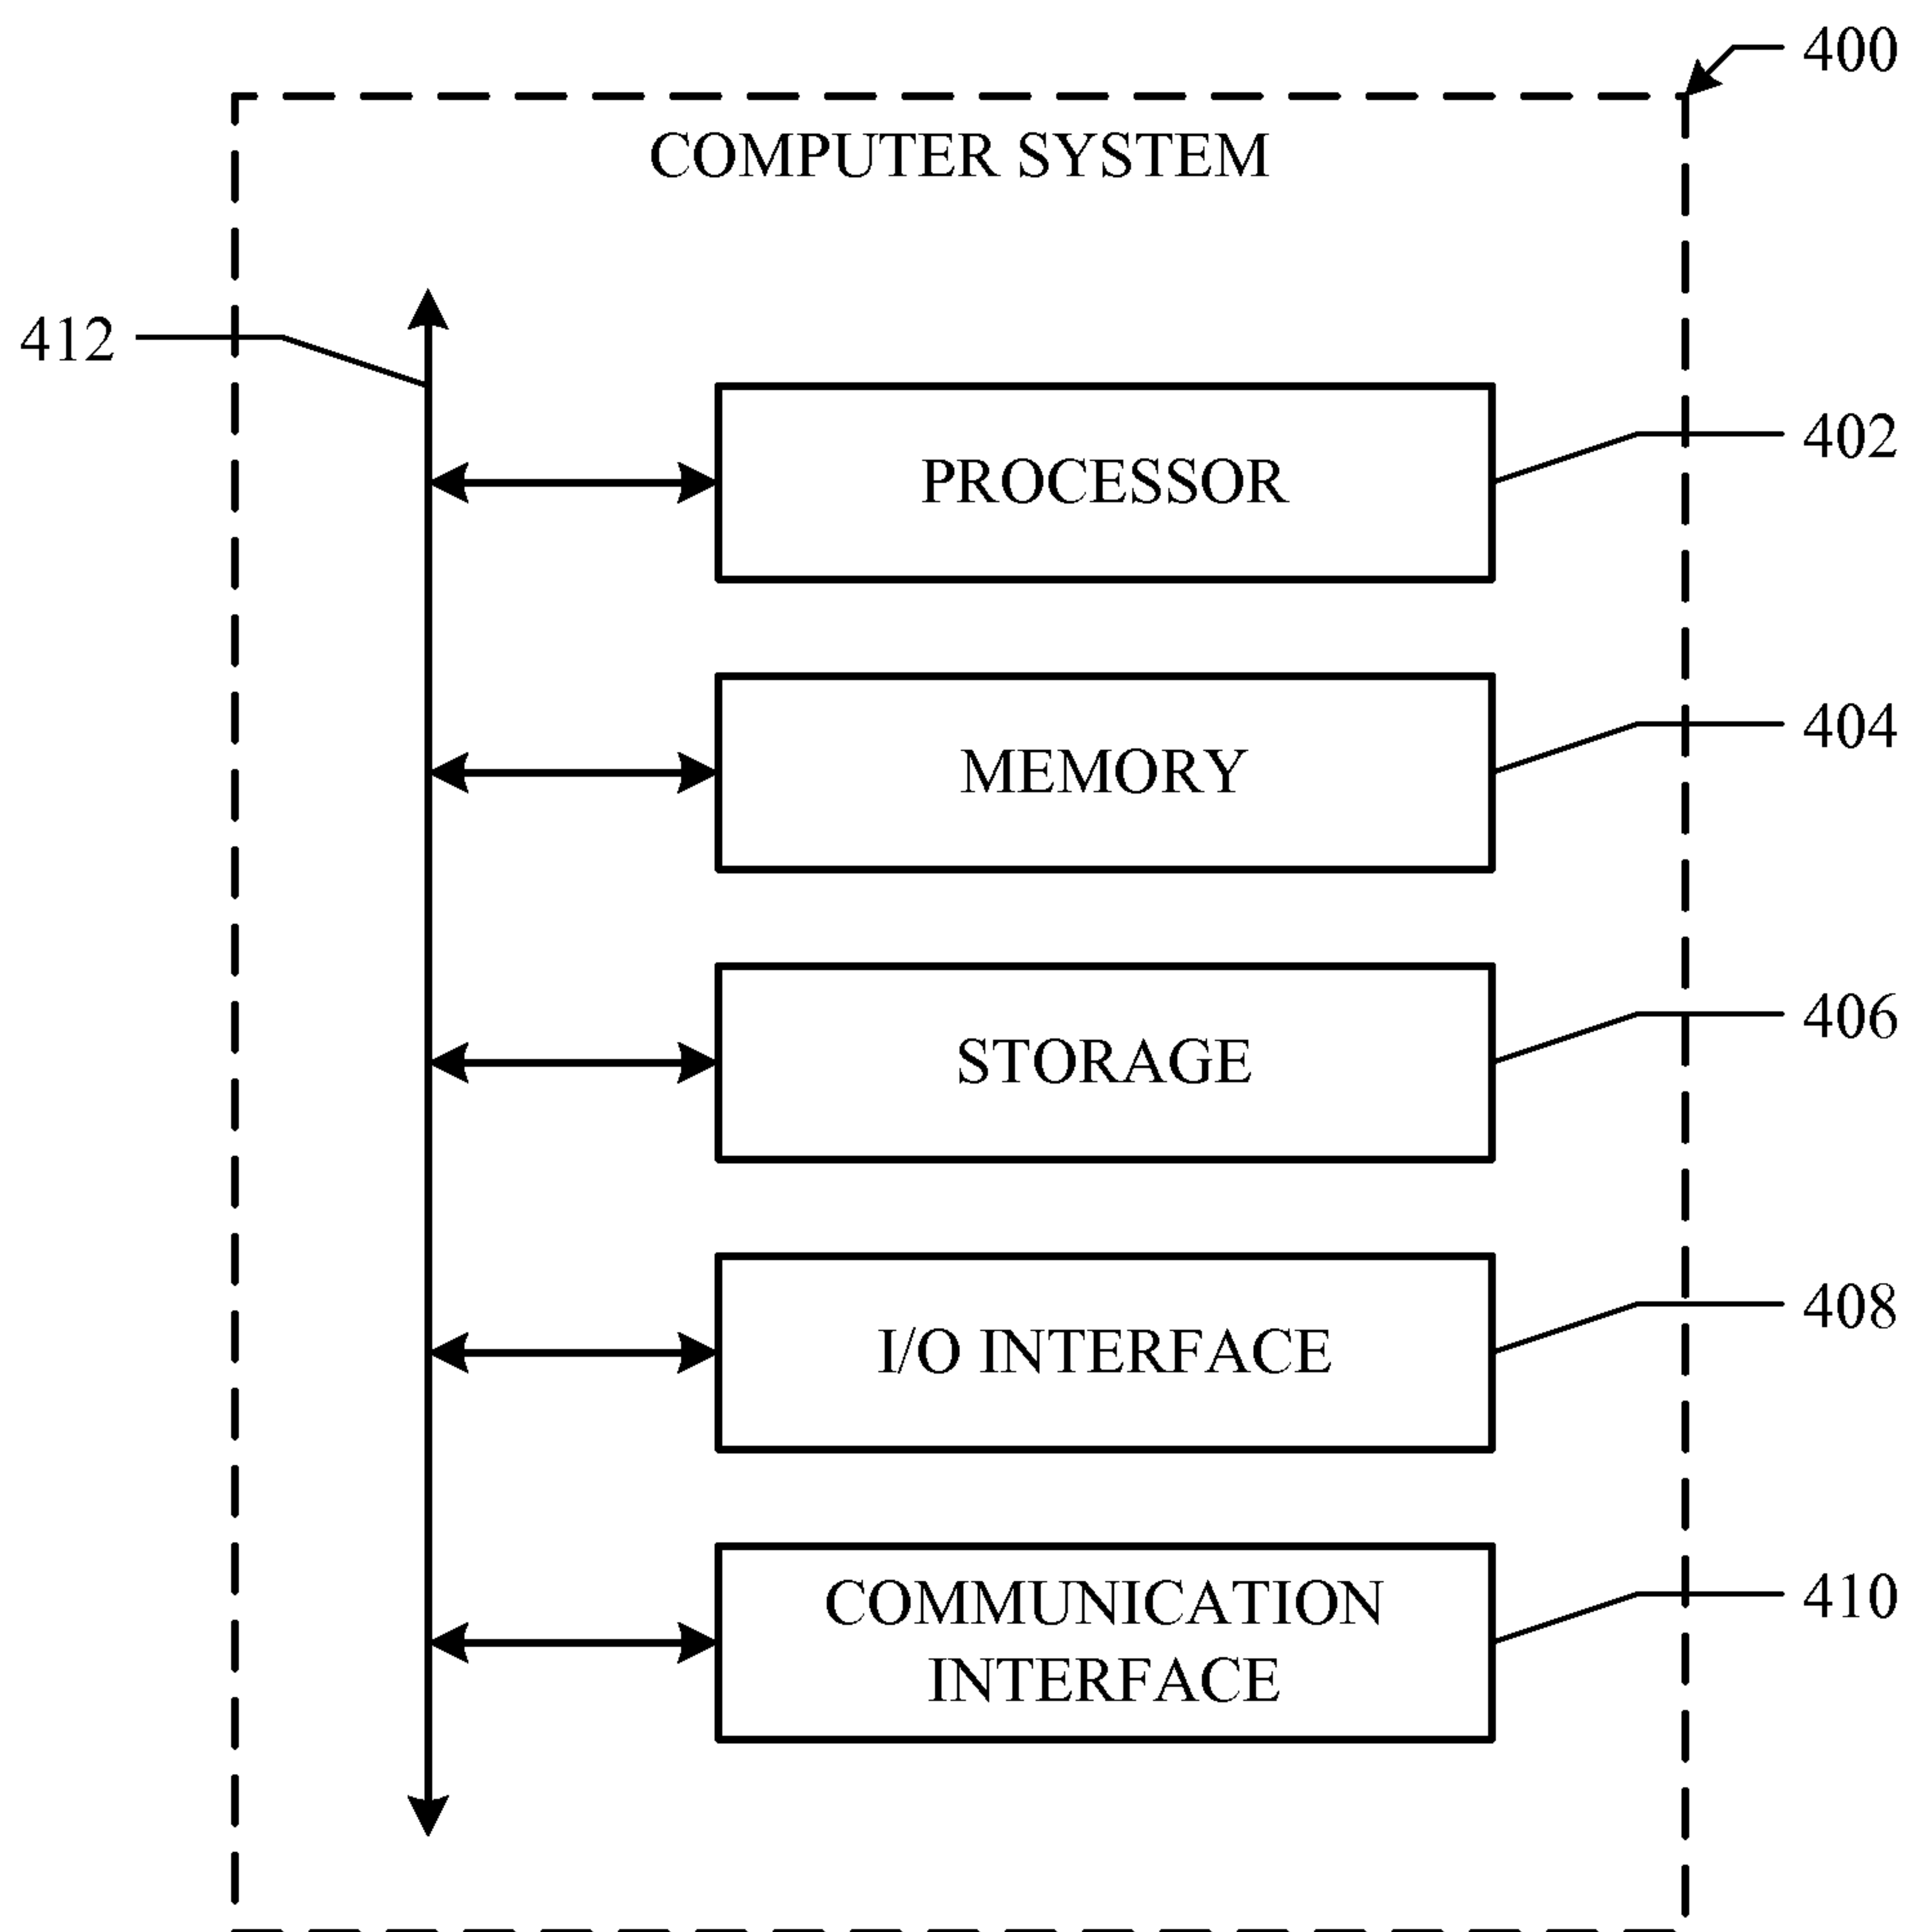 400
COMPUTER SYSTEM
412
PROCESSOR
402
MEMORY
404
STORAGE
406
I/O INTERFACE
408
COMMUNICATION
INTERFACE
410